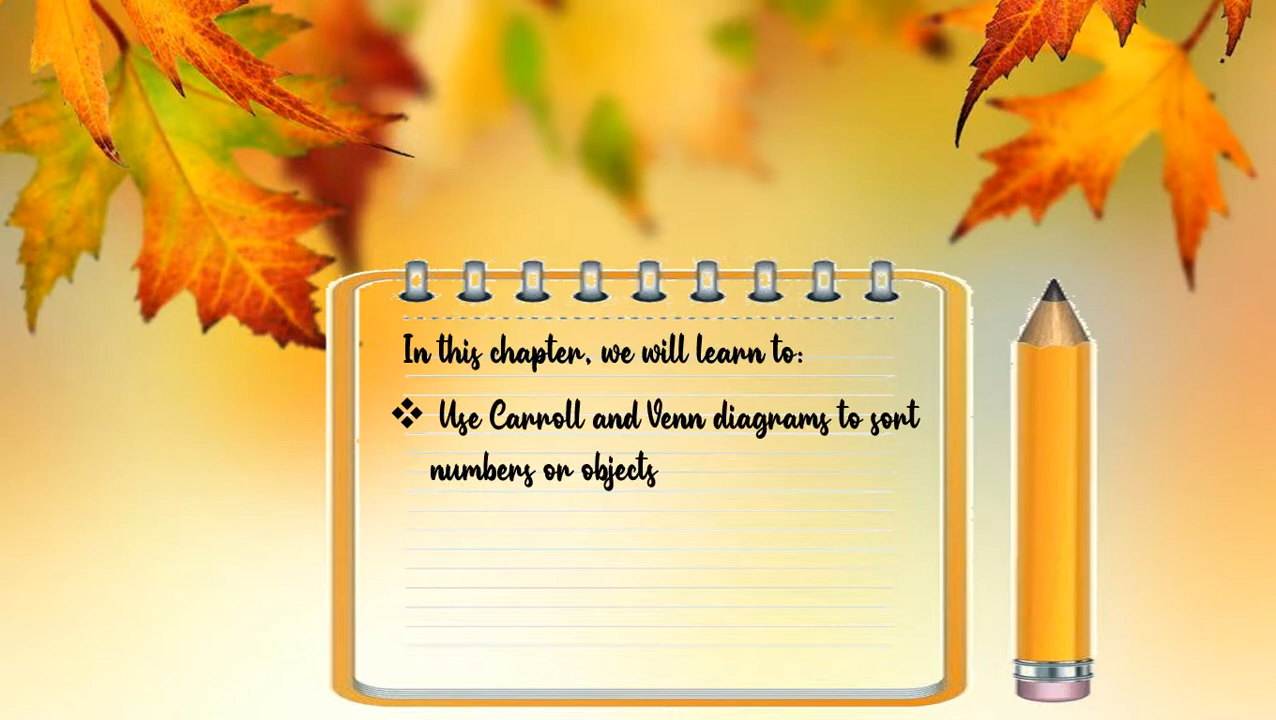 In this chapter, we will learn to:
❖ Use Carroll and Venn diagrams to sort
numbers or objects